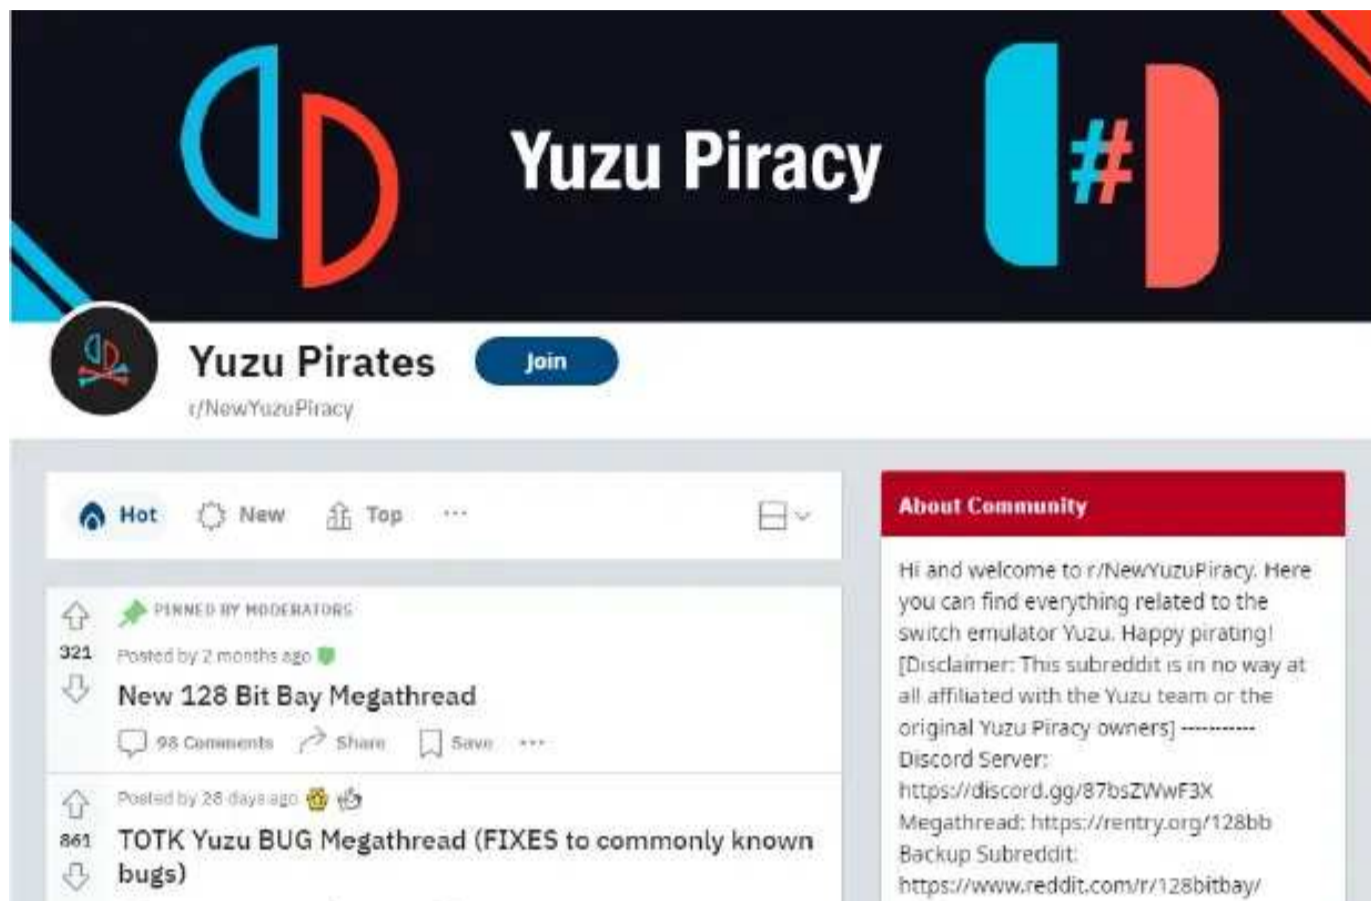 Yuzu Piracy
#
Yuzu Pirates
Join
r/NewYuzuPiracy
Hot
New
Top
...
PINNED BY MODERATORS
321
Posted by 2 months ago
New 128 Bit Bay Megathread
98 Comments
Share
Save
...
Posted by 28 days ago
861
TOTK Yuzu BUG Megathread (FIXES to commonly known
bugs)
About Community
Hi and welcome to r/NewYuzuPiracy. Here
you can find everything related to the
switch emulator Yuzu. Happy pirating!
[Disclaimer: This subreddit is in no way at
all affiliated with the Yuzu team or the
original Yuzu Piracy owners] -----------
Discord Server:
https://discord.gg/87bsZWwF3X
Megathread: https://rentry.org/128bb
Backup Subreddit:
https://www.reddit.com/r/128bitbay/